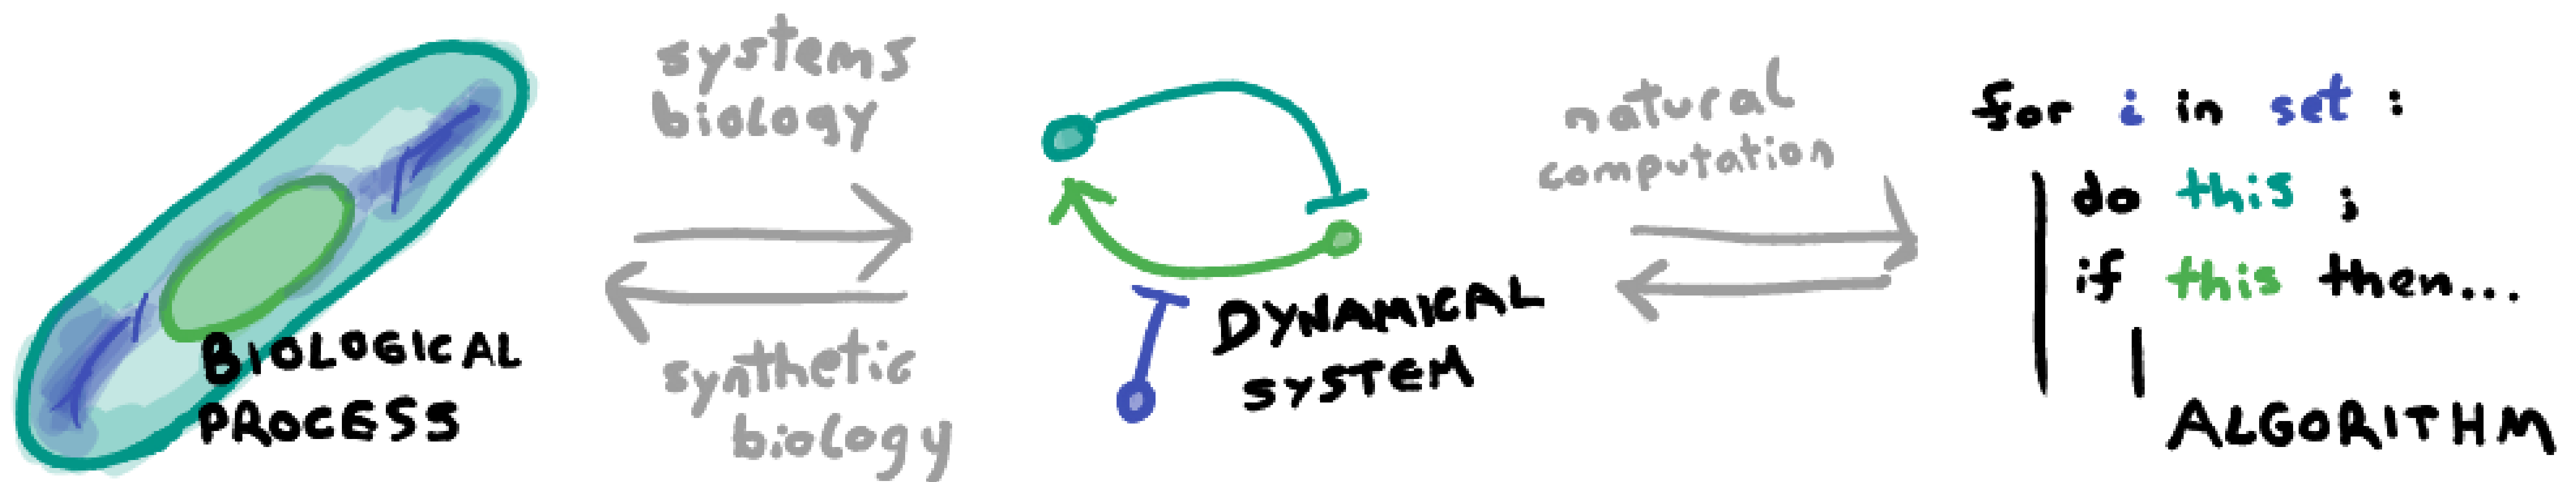 systems
biology
BIOLOGICAL
PROCESS
synthetic
biology
DYNAMICAL
SYSTEM
natural
computation
for i in set :
do this ;
if this then...
ALGORITHM